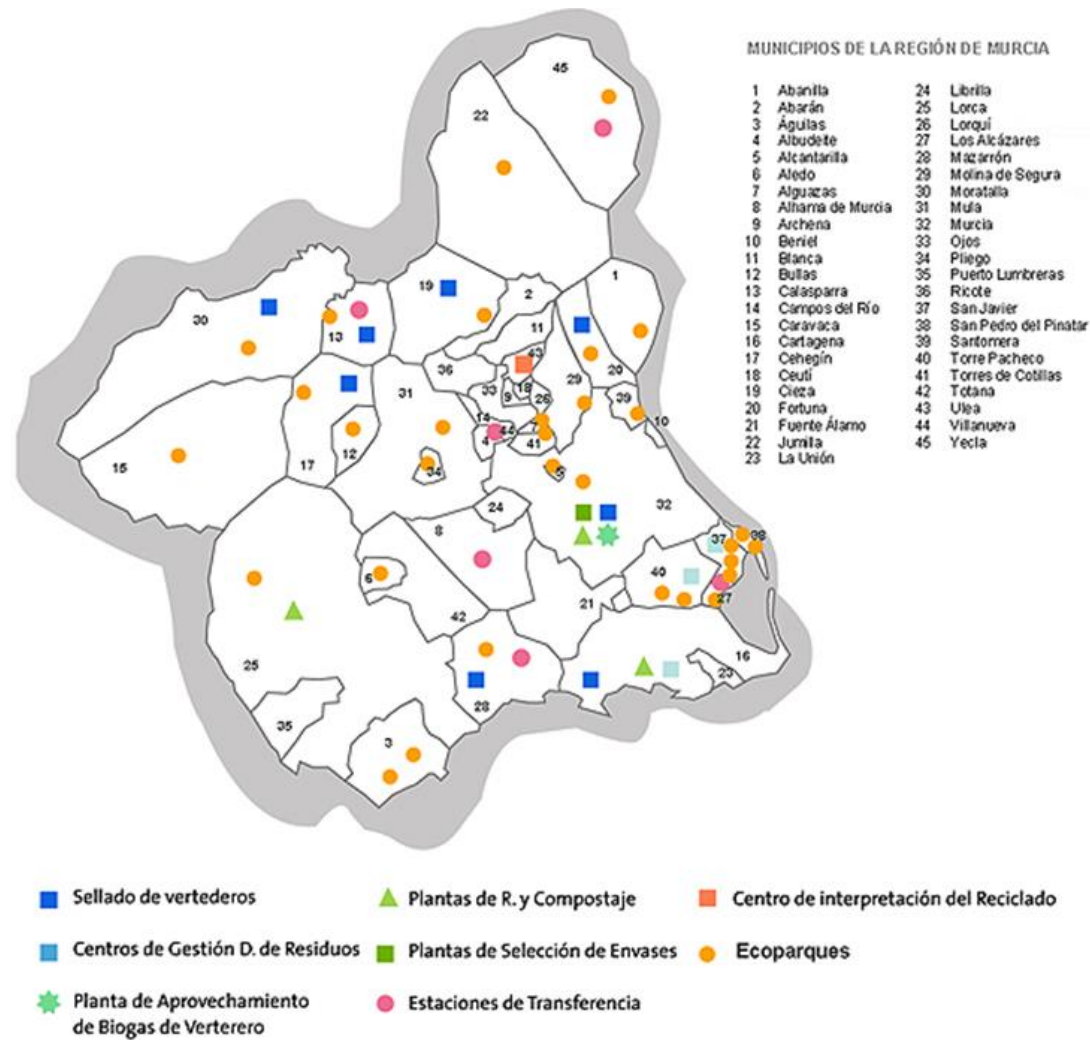 MUNICIPIOS DE LA REGIÓN DE MURCIA
1 Abanilla
2 Abarán
3 Águilas
4 Albudeite
5 Alcantarilla
6 Aledo
7 Alguazas
8 Alhama de Murcia
9 Archena
10 Beniel
11 Blanca
12 Bullas
13 Calasparra
14 Campos del Río
15 Caravaca
16 Cartagena
17 Cehegín
18 Ceutí
19 Cieza
20 Fortuna
21 Fuente Álamo
22 Jumilla
23 La Unión
24 Librilla
25 Lorca
26 Lorquí
27 Los Alcázares
28 Mazarrón
29 Molina de Segura
30 Moratalla
31 Mula
32 Murcia
33 Ojos
34 Pliego
35 Puerto Lumbreras
36 Ricote
37 San Javier
38 San Pedro del Pinatar
39 Santomera
40 Torre Pacheco
41 Torres de Cotillas
42 Totana
43 Ulea
44 Villanueva
45 Yecla
45
22
1
19
2
30
11
13
43
36
20
29
31
18
33
9
26
39
14
10
44
4
41
12
17
15
34
24
32
8
37
38
40
6
27
21
42
16
25
23
28
35
3
Sellado de vertederos
Plantas de R. y Compostaje
Centro de interpretación del Reciclado
Centros de Gestión D. de Residuos
Plantas de Selección de Envases
Ecoparques
Planta de Aprovechamiento
de Biogas de Verterero
Estaciones de Transferencia